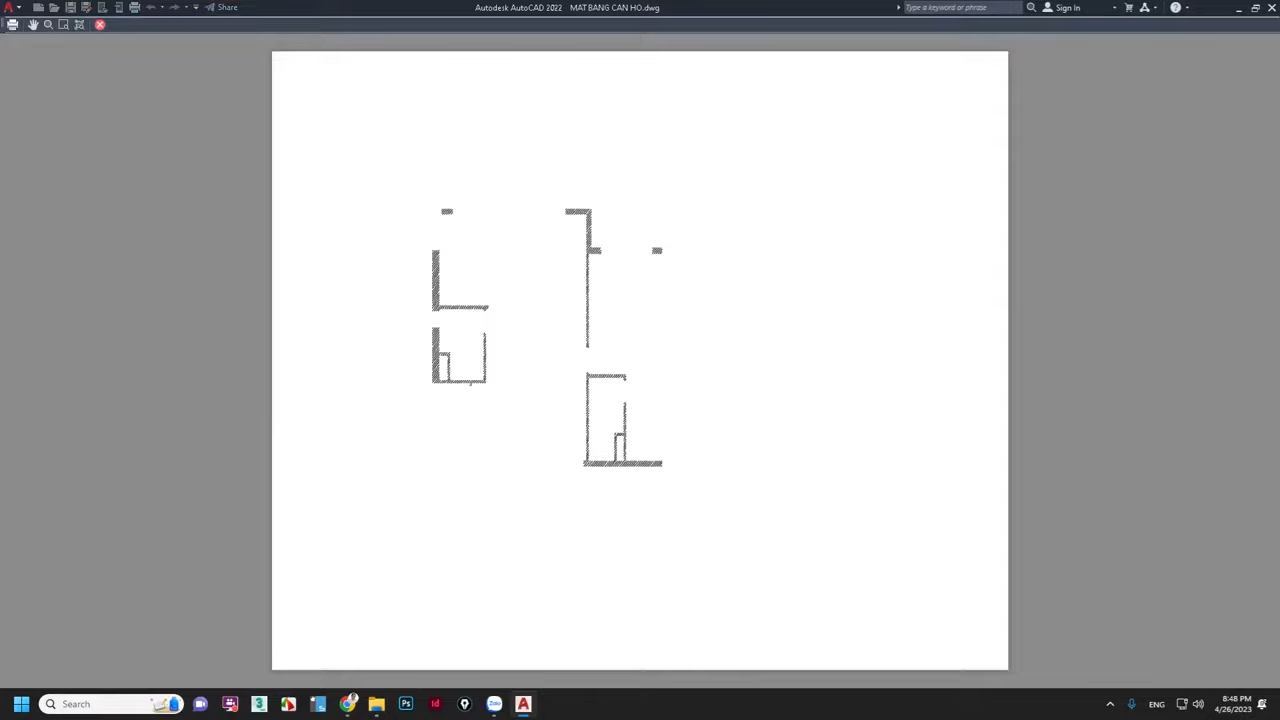 Share
Autodesk AutoCAD 2022 MAT BANG CAN HO.dwg
Type a keyword or phrase
Sign In
Search
Zalo
ENG
8:48 PM
4/26/2023